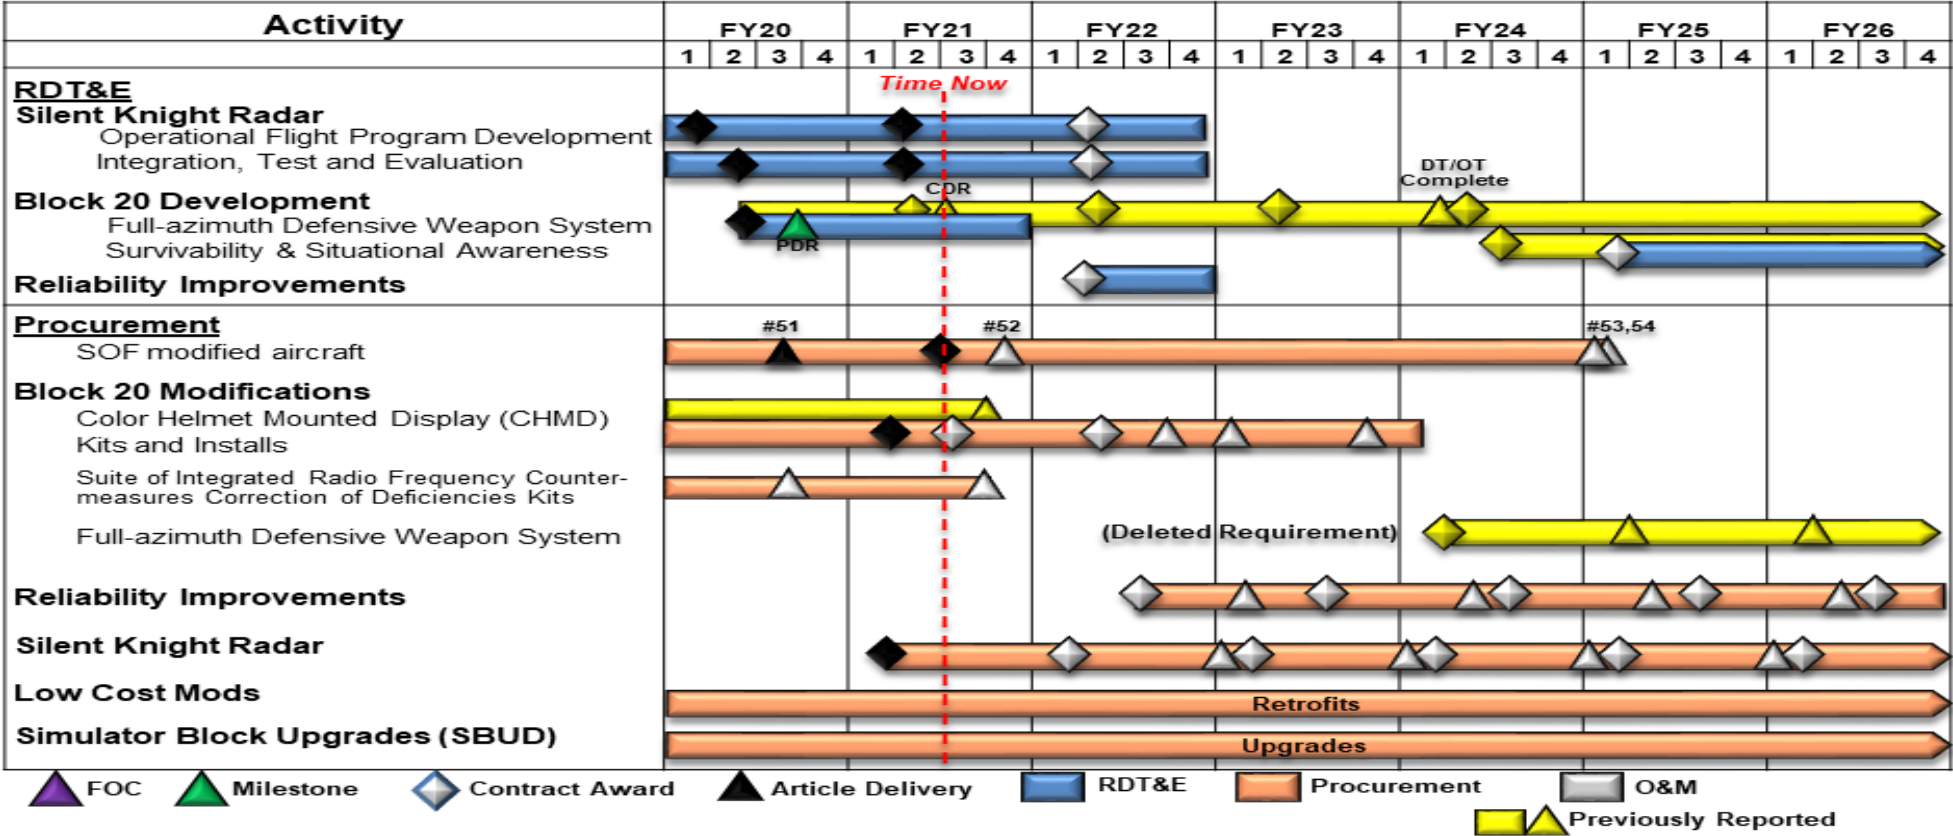 Activity
FY20 FY21 FY22 FY23 FY24 FY25 FY26
1 2 3 4 1 2 3 4 1 2 3 4 1 2 3 4 1 2 3 4 1 2 3 4 1 2 3 4
Time Now
RDT&E
Silent Knight Radar
Operational Flight Program Development
Integration, Test and Evaluation
DT/OT
Complete
CDR
Block 20 Development
Full-azimuth Defensive Weapon System
PDR
Survivability & Situational Awareness
Reliability Improvements
Procurement
#51 #52 #53,54
SOF modified aircraft
Block 20 Modifications
Color Helmet Mounted Display (CHMD)
Kits and Installs
Suite of Integrated Radio Frequency Counter-
measures Correction of Deficiencies Kits
Full-azimuth Defensive Weapon System
(Deleted Requirement)
Reliability Improvements
Silent Knight Radar
Low Cost Mods
Retrofits
Simulator Block Upgrades (SBUD)
Upgrades
FOC Milestone Contract Award Article Delivery RDT&E Procurement O&M
Previously Reported